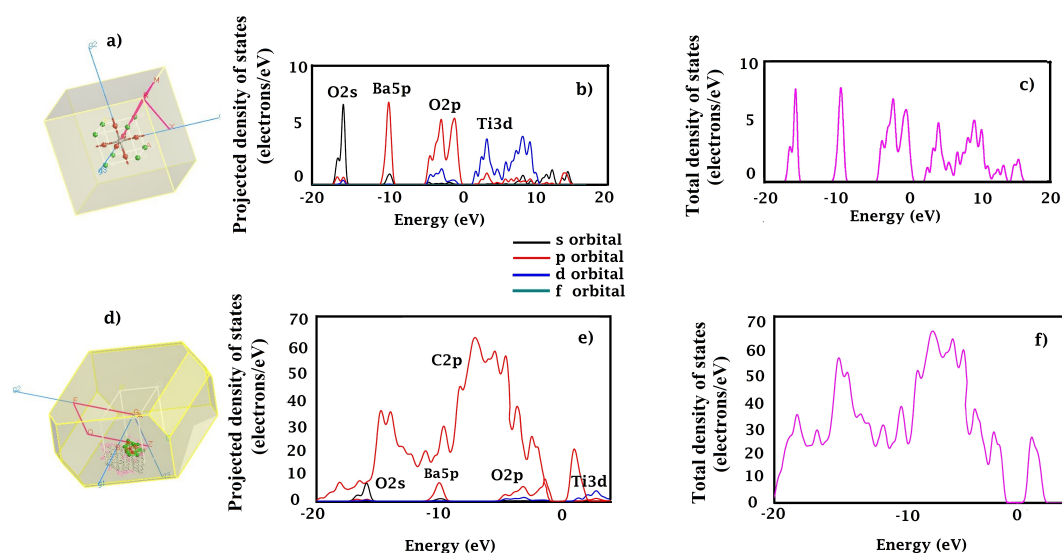 a)
Projected density of states
(electrons/eV)
10
5
0
O2s
Ba5p
O2p
Ti3d
b)
-20
-10
0
10
20
Energy (eV)
Total density of states
(electrons/eV)
10
5
0
c)
-20
-10
0
10
20
Energy (eV)
s orbital
p orbital
d orbital
f orbital
d)
Projected density of states
(electrons/eV)
70
60
50
40
30
20
10
0
C2p
O2s
Ba5p
O2p
Ti3d
e)
-20
-10
0
Energy (eV)
Total density of states
(electrons/eV)
70
60
50
40
30
20
10
0
f)
-20
-10
0
Energy (eV)